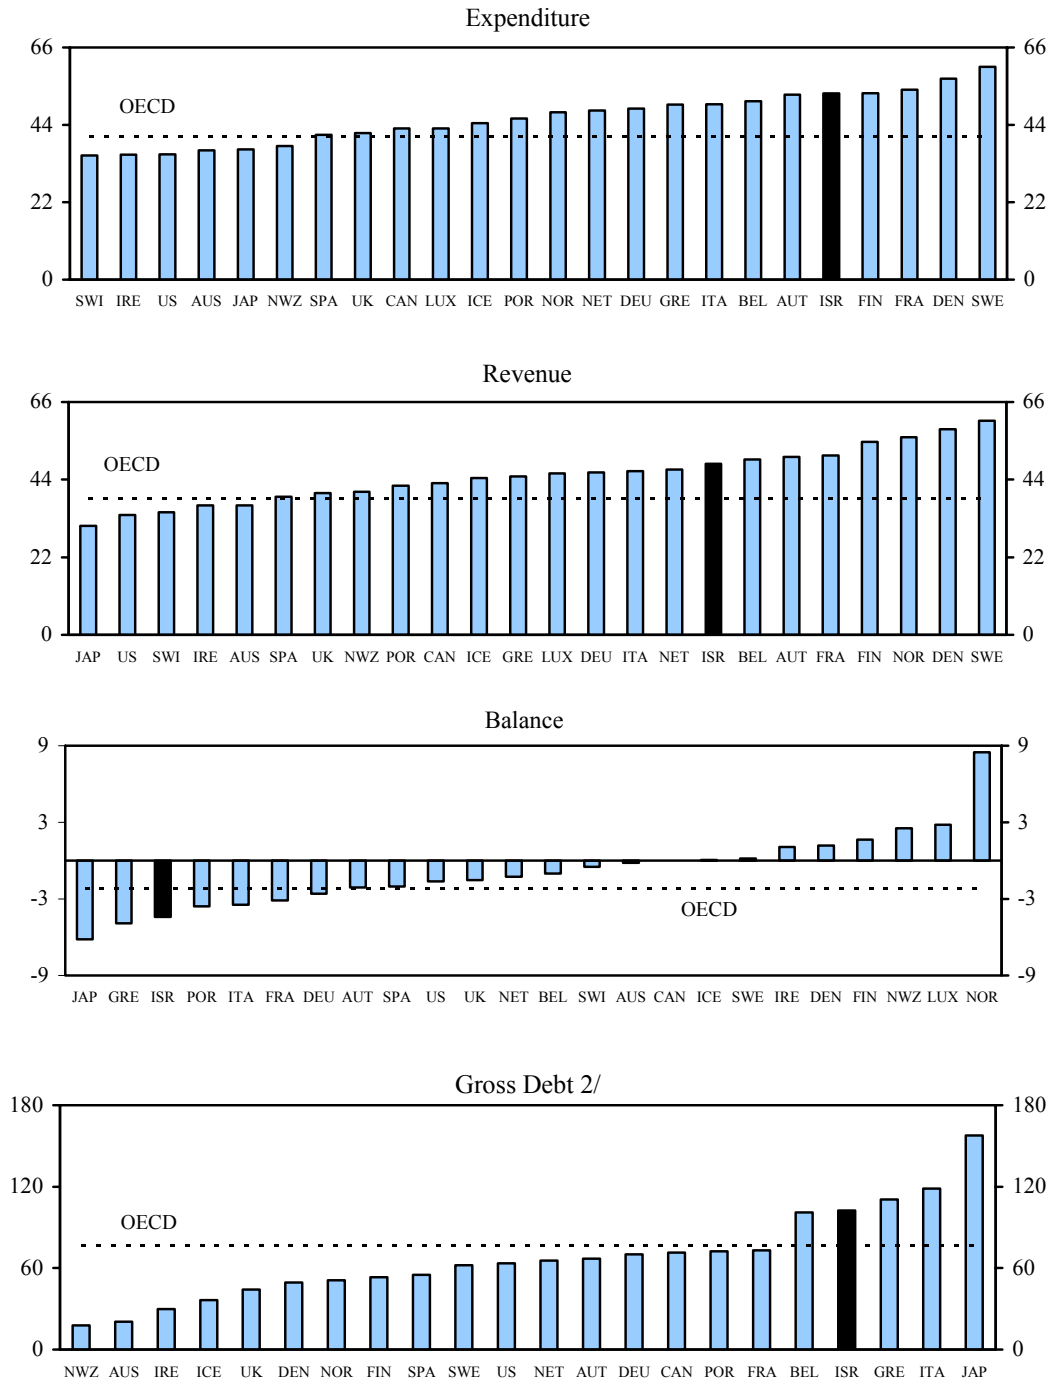 Expenditure
66 66
OECD
44 44
22 22
0 0
SWI IRE US AUS JAP NWZ SPA UK CAN LUX ICE POR NOR NET DEU GRE ITA BEL AUT ISR FIN FRA DEN SWE
Revenue
66 66
OECD
44 44
22 22
0 0
JAP US SWI IRE AUS SPA UK NWZ POR CAN ICE GRE LUX DEU ITA NET ISR BEL AUT FRA FIN NOR DEN SWE
Balance
9 9
3 3
-3 -3
OECD
-9 -9
JAP GRE ISR POR ITA FRA DEU AUT SPA US UK NET BEL SWI AUS CAN ICE SWE IRE DEN FIN NWZ LUX NOR
Gross Debt 2/
180 180
120 120
OECD
60 60
0 0
NWZ AUS IRE ICE UK DEN NOR FIN SPA SWE US NET AUT DEU CAN POR FRA BEL ISR GRE ITA JAP